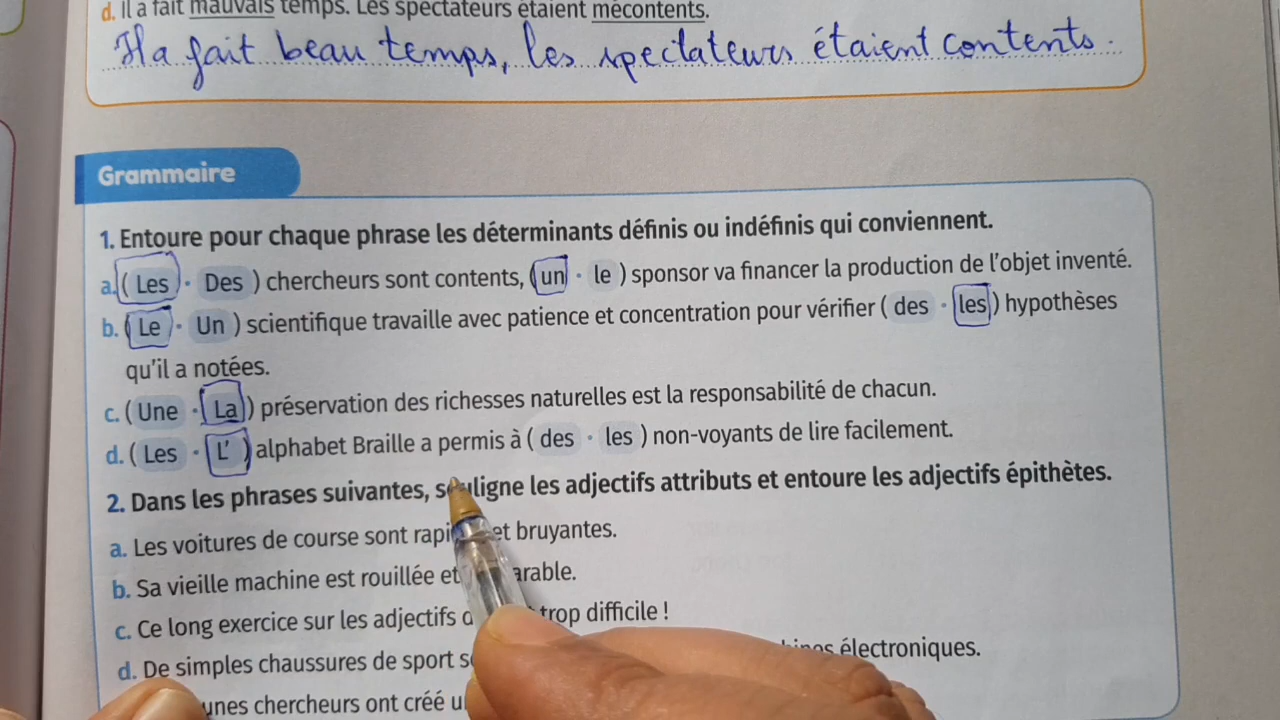 d. Il a fait mauvais temps. Les spectateurs étaient mécontents.
Il a fait beau temps, les spectateurs étaient contents.
Grammaire
1. Entoure pour chaque phrase les déterminants définis ou indéfinis qui conviennent.
a. ( Les · Des ) chercheurs sont contents, ( un · le ) sponsor va financer la production de l'objet inventé.
b. ( Le · Un ) scientifique travaille avec patience et concentration pour vérifier ( des · les ) hypothèses
qu'il a notées.
c. ( Une · La ) préservation des richesses naturelles est la responsabilité de chacun.
d. ( Les · L' ) alphabet Braille a permis à ( des · les ) non-voyants de lire facilement.
2. Dans les phrases suivantes, souligne les adjectifs attributs et entoure les adjectifs épithètes.
a. Les voitures de course sont et bruyantes.
b. Sa vieille machine est rouillée et
c. Ce long exercice sur les adjectifs trop difficile !
d. De simples chaussures de sport électroniques.
chercheurs ont créé